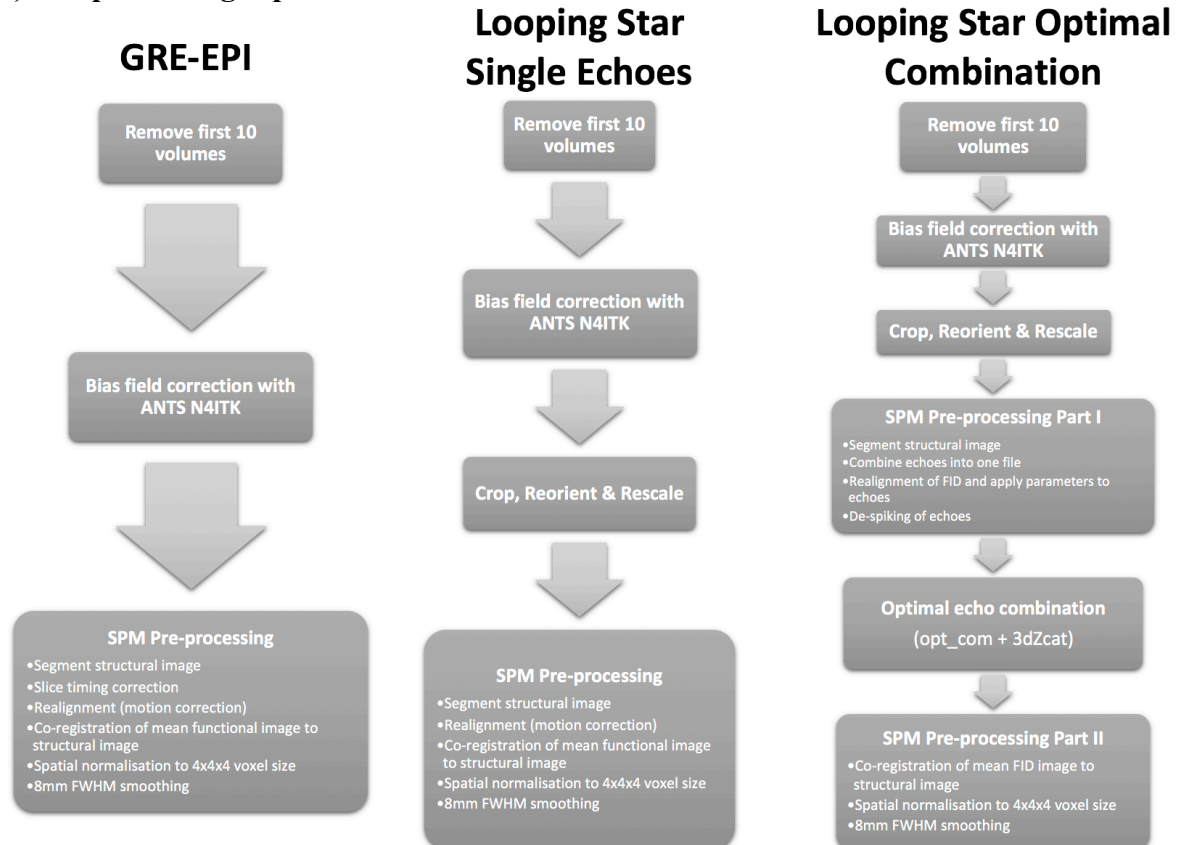 GRE-EPI
Remove first 10
volumes
Bias field correction with
ANTS N4ITK
SPM Pre-processing
•Segment structural image
•Slice timing correction
•Realignment (motion correction)
•Co-registration of mean functional image to
structural image
•Spatial normalisation to 4x4x4 voxel size
•8mm FWHM smoothing
Looping Star
Single Echoes
Remove first 10
volumes
Bias field correction with
ANTS N4ITK
Crop, Reorient & Rescale
SPM Pre-processing
•Segment structural image
•Realignment (motion correction)
•Co-registration of mean functional image
to structural image
•Spatial normalisation to 4x4x4 voxel size
•8mm FWHM smoothing
Looping Star Optimal
Combination
Remove first 10
volumes
Bias field correction with
ANTS N4ITK
Crop, Reorient & Rescale
SPM Pre-processing Part I
•Segment structural image
•Combine echoes into one file
•Realignment of FID and apply parameters to
echoes
•De-spiking of echoes
Optimal echo combination
(opt_com + 3dZcat)
SPM Pre-processing Part II
•Co-registration of mean FID image to
structural image
•Spatial normalisation to 4x4x4 voxel size
•8mm FWHM smoothing